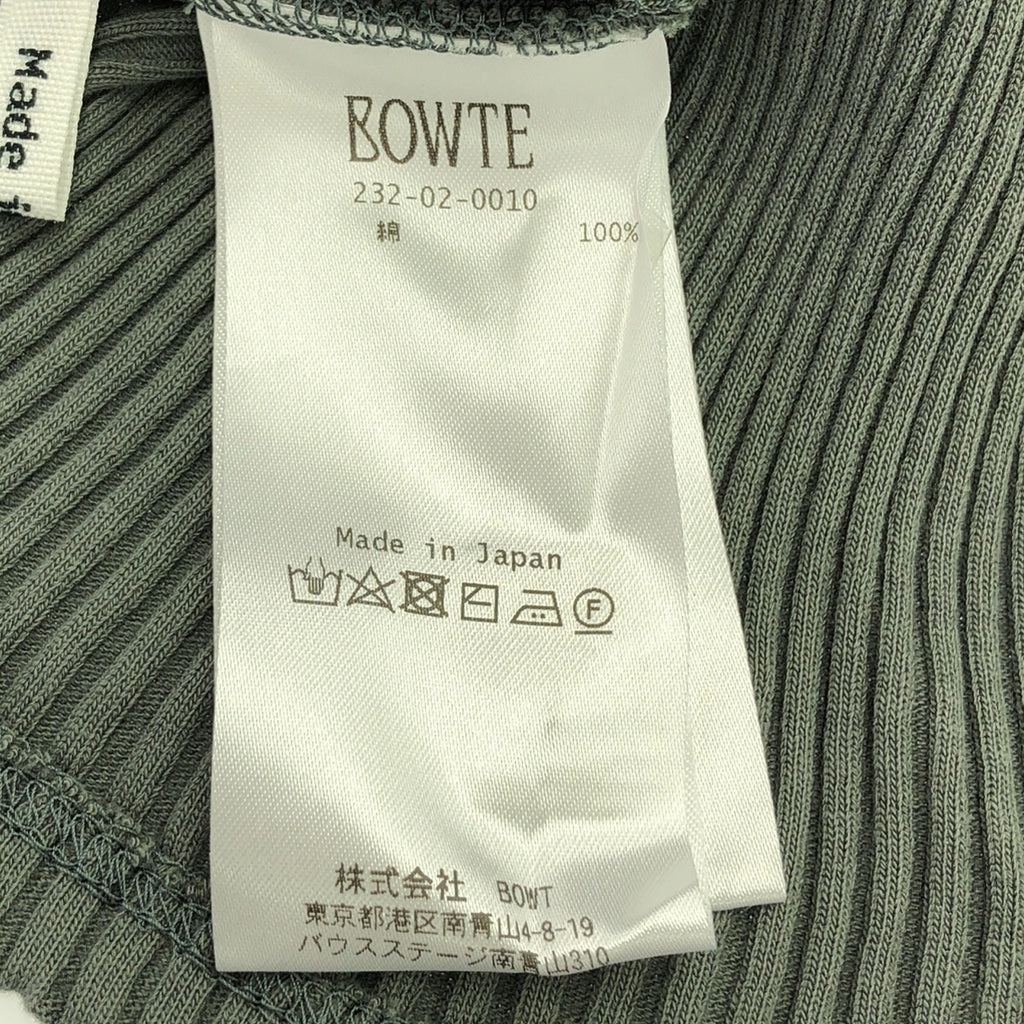 Made i
BOWTE
232-02-0010
綿 100%
Made in Japan
F
株式会社 BOWT
東京都港区南青山4-8-19
バウスステージ南青山310